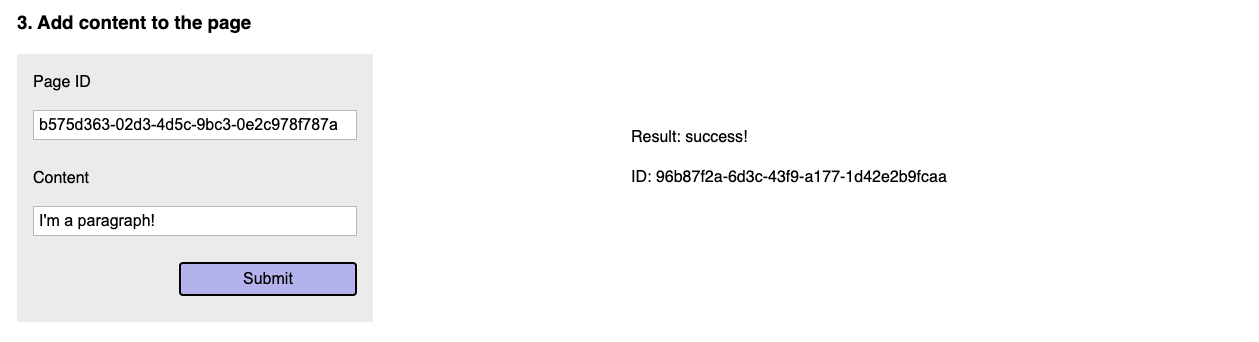 3. Add content to the page
Page ID
b575d363-02d3-4d5c-9bc3-0e2c978f787a
Content
I'm a paragraph!
Submit
Result: success!
ID: 96b87f2a-6d3c-43f9-a177-1d42e2b9fcaa